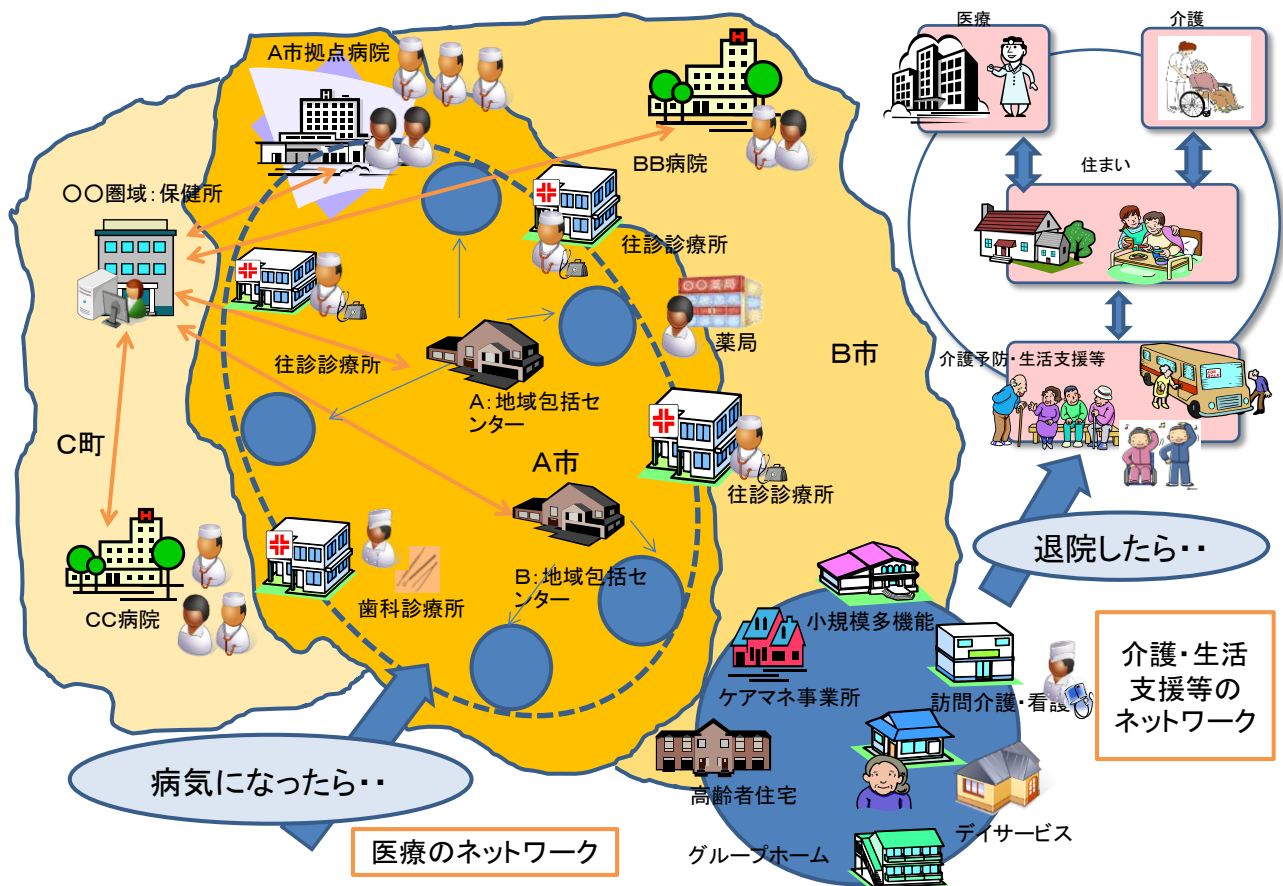 医療
介護
A市拠点病院
BB病院
住まい
〇〇圏域:保健所
往診診療所
〇〇薬局
薬局
B市
介護予防・生活支援等
往診診療所
A:地域包括セ
ンター
C町
A市
往診診療所
退院したら・・
B:地域包括セ
ンター
歯科診療所
CC病院
小規模多機能
介護・生活
支援等の
ネットワーク
ケアマネ事業所
訪問介護・看護
病気になったら・・
高齢者住宅
デイサービス
医療のネットワーク
グループホーム
H
H